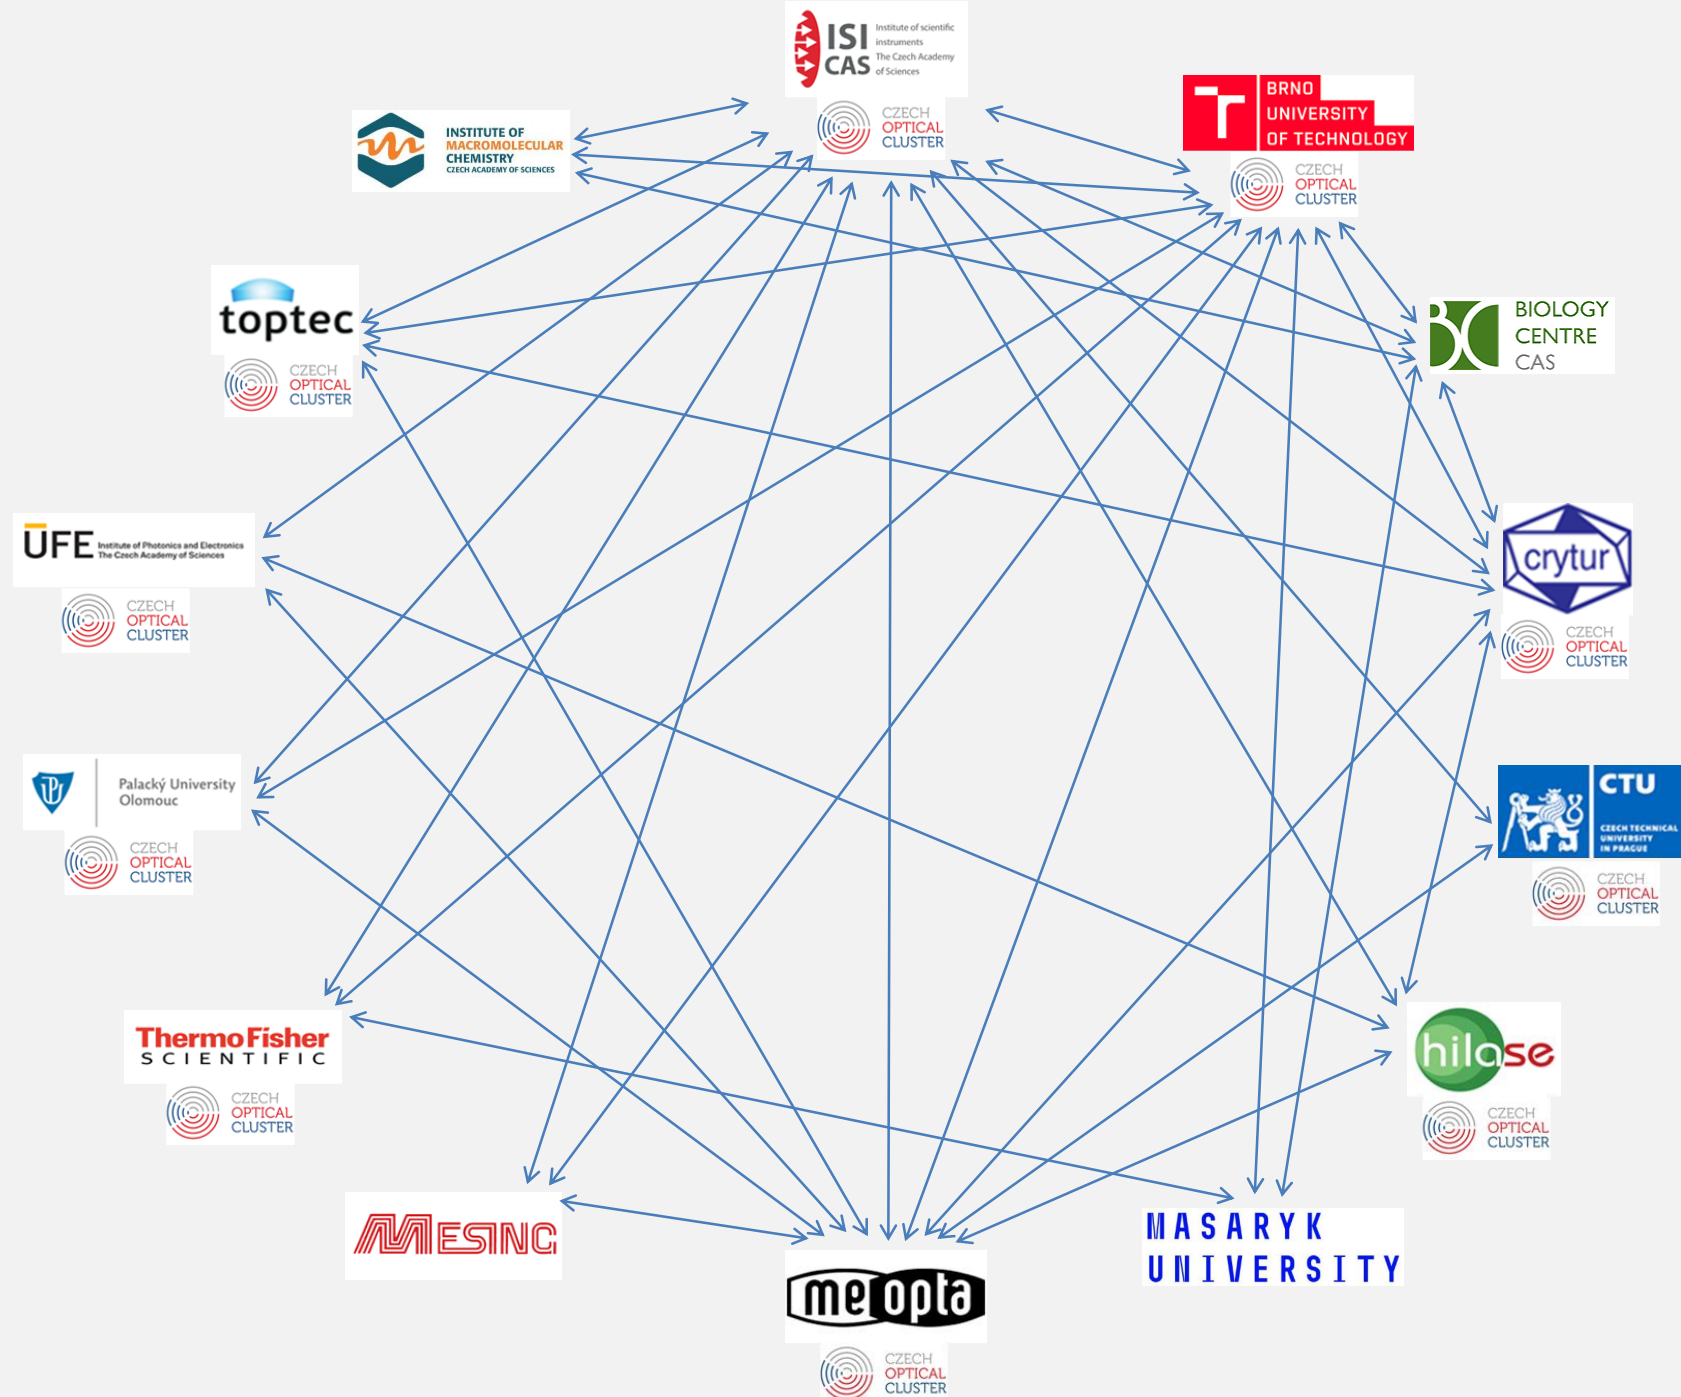 ISI
CAS
Institute of scientific
instruments
The Czech Academy
of Sciences
CZECH
OPTICAL
CLUSTER
BRNO
UNIVERSITY
OF TECHNOLOGY
CZECH
OPTICAL
CLUSTER
INSTITUTE OF
MACROMOLECULAR
CHEMISTRY
CZECH ACADEMY OF SCIENCES
toptec
CZECH
OPTICAL
CLUSTER
BC
BIOLOGY
CENTRE
CAS
ÚFE
Institute of Photonics and Electronics
The Czech Academy of Sciences
CZECH
OPTICAL
CLUSTER
crytur
CZECH
OPTICAL
CLUSTER
Palacký University
Olomouc
CZECH
OPTICAL
CLUSTER
CTU
CZECH TECHNICAL
UNIVERSITY
IN PRAGUE
CZECH
OPTICAL
CLUSTER
ThermoFisher
SCIENTIFIC
CZECH
OPTICAL
CLUSTER
hilase
CZECH
OPTICAL
CLUSTER
MESING
meopta
CZECH
OPTICAL
CLUSTER
MASARYK
UNIVERSITY